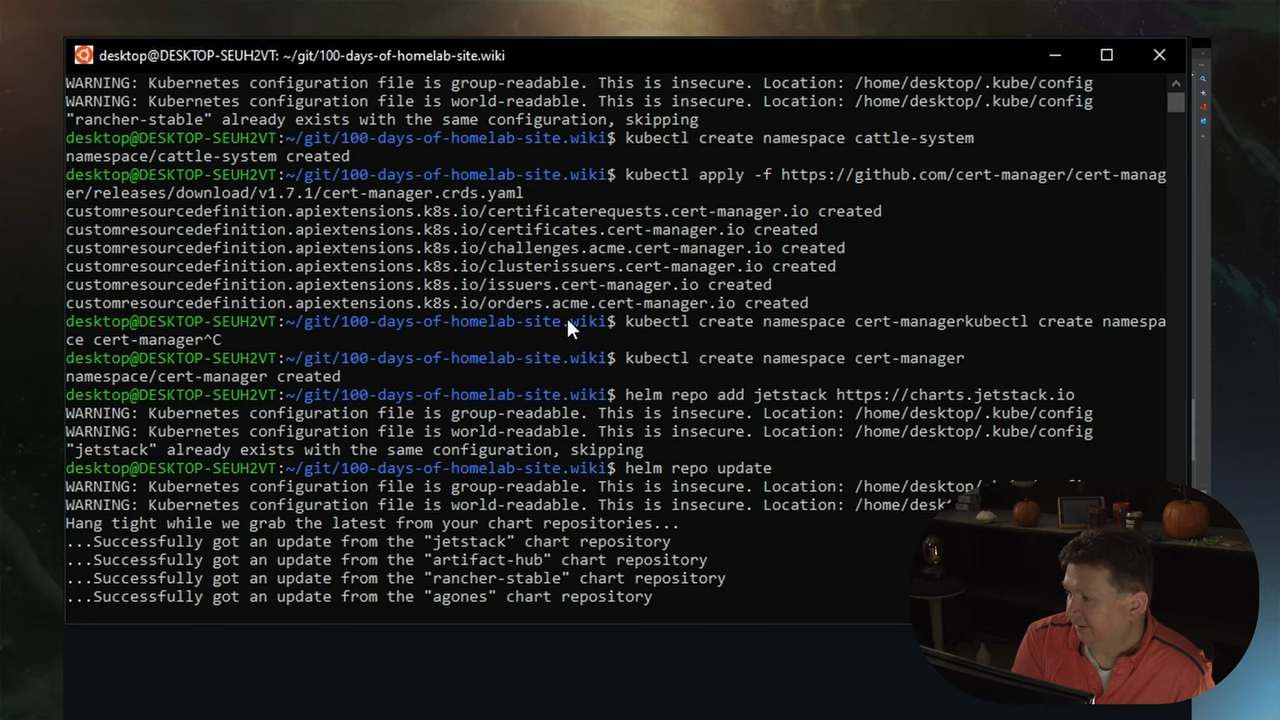 desktop@DESKTOP-SEUH2VT: ~/git/100-days-of-homelab-site.wiki
WARNING: Kubernetes configuration file is group-readable. This is insecure. Location: /home/desktop/.kube/config
WARNING: Kubernetes configuration file is world-readable. This is insecure. Location: /home/desktop/.kube/config
"rancher-stable" already exists with the same configuration, skipping
desktop@DESKTOP-SEUH2VT:~/git/100-days-of-homelab-site.wiki$ kubectl create namespace cattle-system
namespace/cattle-system created
desktop@DESKTOP-SEUH2VT:~/git/100-days-of-homelab-site.wiki$ kubectl apply -f https://github.com/cert-manager/cert-manag
er/releases/download/v1.7.1/cert-manager.crds.yaml
customresourcedefinition.apiextensions.k8s.io/certificaterequests.cert-manager.io created
customresourcedefinition.apiextensions.k8s.io/certificates.cert-manager.io created
customresourcedefinition.apiextensions.k8s.io/challenges.acme.cert-manager.io created
customresourcedefinition.apiextensions.k8s.io/clusterissuers.cert-manager.io created
customresourcedefinition.apiextensions.k8s.io/issuers.cert-manager.io created
customresourcedefinition.apiextensions.k8s.io/orders.acme.cert-manager.io created
desktop@DESKTOP-SEUH2VT:~/git/100-days-of-homelab-site.wiki$ kubectl create namespace cert-managerkubectl create namespa
ce cert-manager^C
desktop@DESKTOP-SEUH2VT:~/git/100-days-of-homelab-site.wiki$ kubectl create namespace cert-manager
namespace/cert-manager created
desktop@DESKTOP-SEUH2VT:~/git/100-days-of-homelab-site.wiki$ helm repo add jetstack https://charts.jetstack.io
WARNING: Kubernetes configuration file is group-readable. This is insecure. Location: /home/desktop/.kube/config
WARNING: Kubernetes configuration file is world-readable. This is insecure. Location: /home/desktop/.kube/config
"jetstack" already exists with the same configuration, skipping
desktop@DESKTOP-SEUH2VT:~/git/100-days-of-homelab-site.wiki$ helm repo update
WARNING: Kubernetes configuration file is group-readable. This is insecure. Location: /home/desktop/.kube/config
WARNING: Kubernetes configuration file is world-readable. This is insecure. Location: /home/desk
Hang tight while we grab the latest from your chart repositories...
...Successfully got an update from the "jetstack" chart repository
...Successfully got an update from the "artifact-hub" chart repository
...Successfully got an update from the "rancher-stable" chart repository
...Successfully got an update from the "agones" chart repository